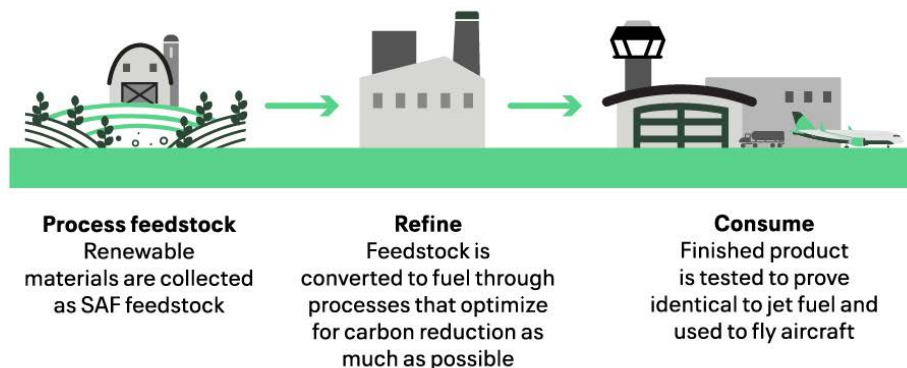 Process feedstock
Renewable
materials are collected
as SAF feedstock
Refine
Feedstock is
converted to fuel through
processes that optimize
for carbon reduction as
much as possible
Consume
Finished product
is tested to prove
identical to jet fuel and
used to fly aircraft